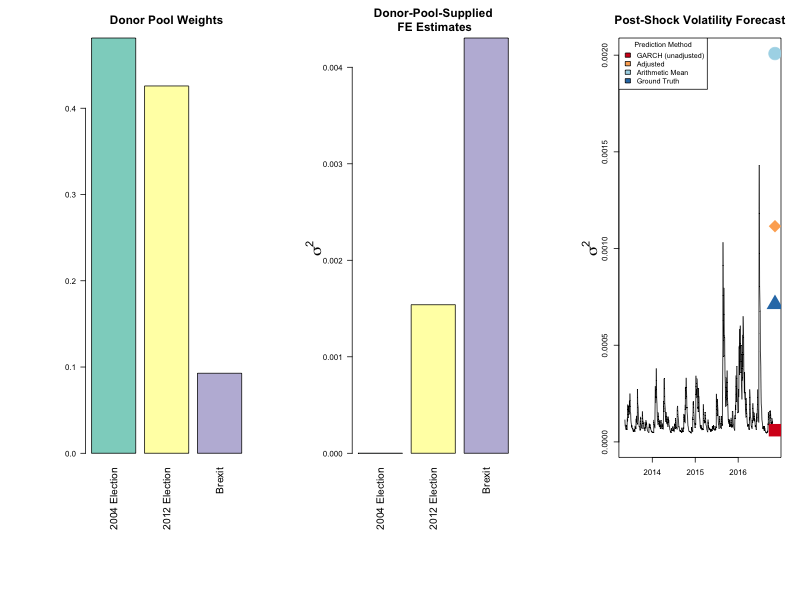 Donor Pool Weights
0.4
0.3
0.2
0.1
0.0
2004 Election
2012 Election
Brexit
Donor-Pool-Supplied
FE Estimates
σ2
0.004
0.003
0.002
0.001
0.000
2004 Election
2012 Election
Brexit
Post-Shock Volatility Forecast
Prediction Method
GARCH (unadjusted)
Adjusted
Arithmetic Mean
Ground Truth
σ2
0.0020
0.0015
0.0010
0.0005
0.0000
2014
2015
2016